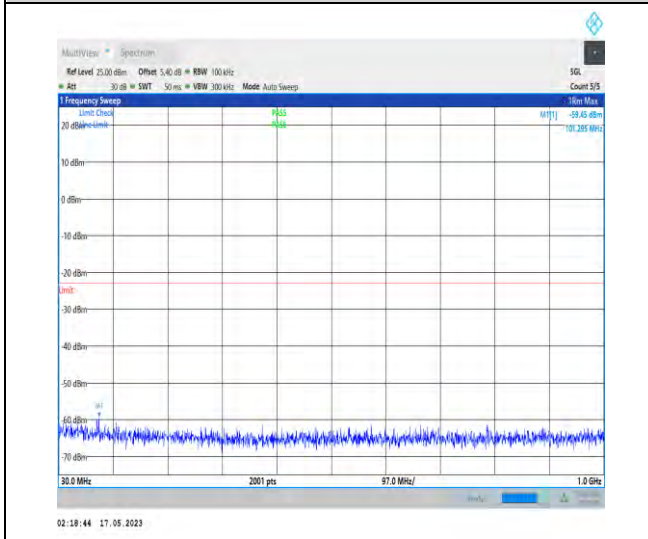 MultiView Spectrum
Ref Level 25.00 dBm Offset 5.40 dB RBW 100 kHz SGL
Att 30 dB SWT 50 ms VBW 300 kHz Mode Auto Sweep Count 5/5
1 Frequency Sweep 1Rm Max
Limit Check PASS M1[1] -59.45 dBm
20 dBm Line Limit PASS 101.285 MHz
10 dBm
0 dBm
-10 dBm
-20 dBm
Limit
-30 dBm
-40 dBm
-50 dBm
M1
-60 dBm
-70 dBm
30.0 MHz 2001 pts 97.0 MHz/ 1.0 GHz
Ready
02:18:44 17.05.2023